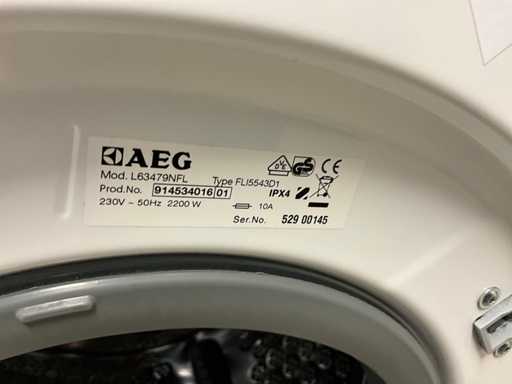 AEG
Mod. L63479NFL Type FLI5543D1
Prod.No. 914534016 01 IPX4
230V ~ 50Hz 2200 W 10A
Ser.No. 529 00145